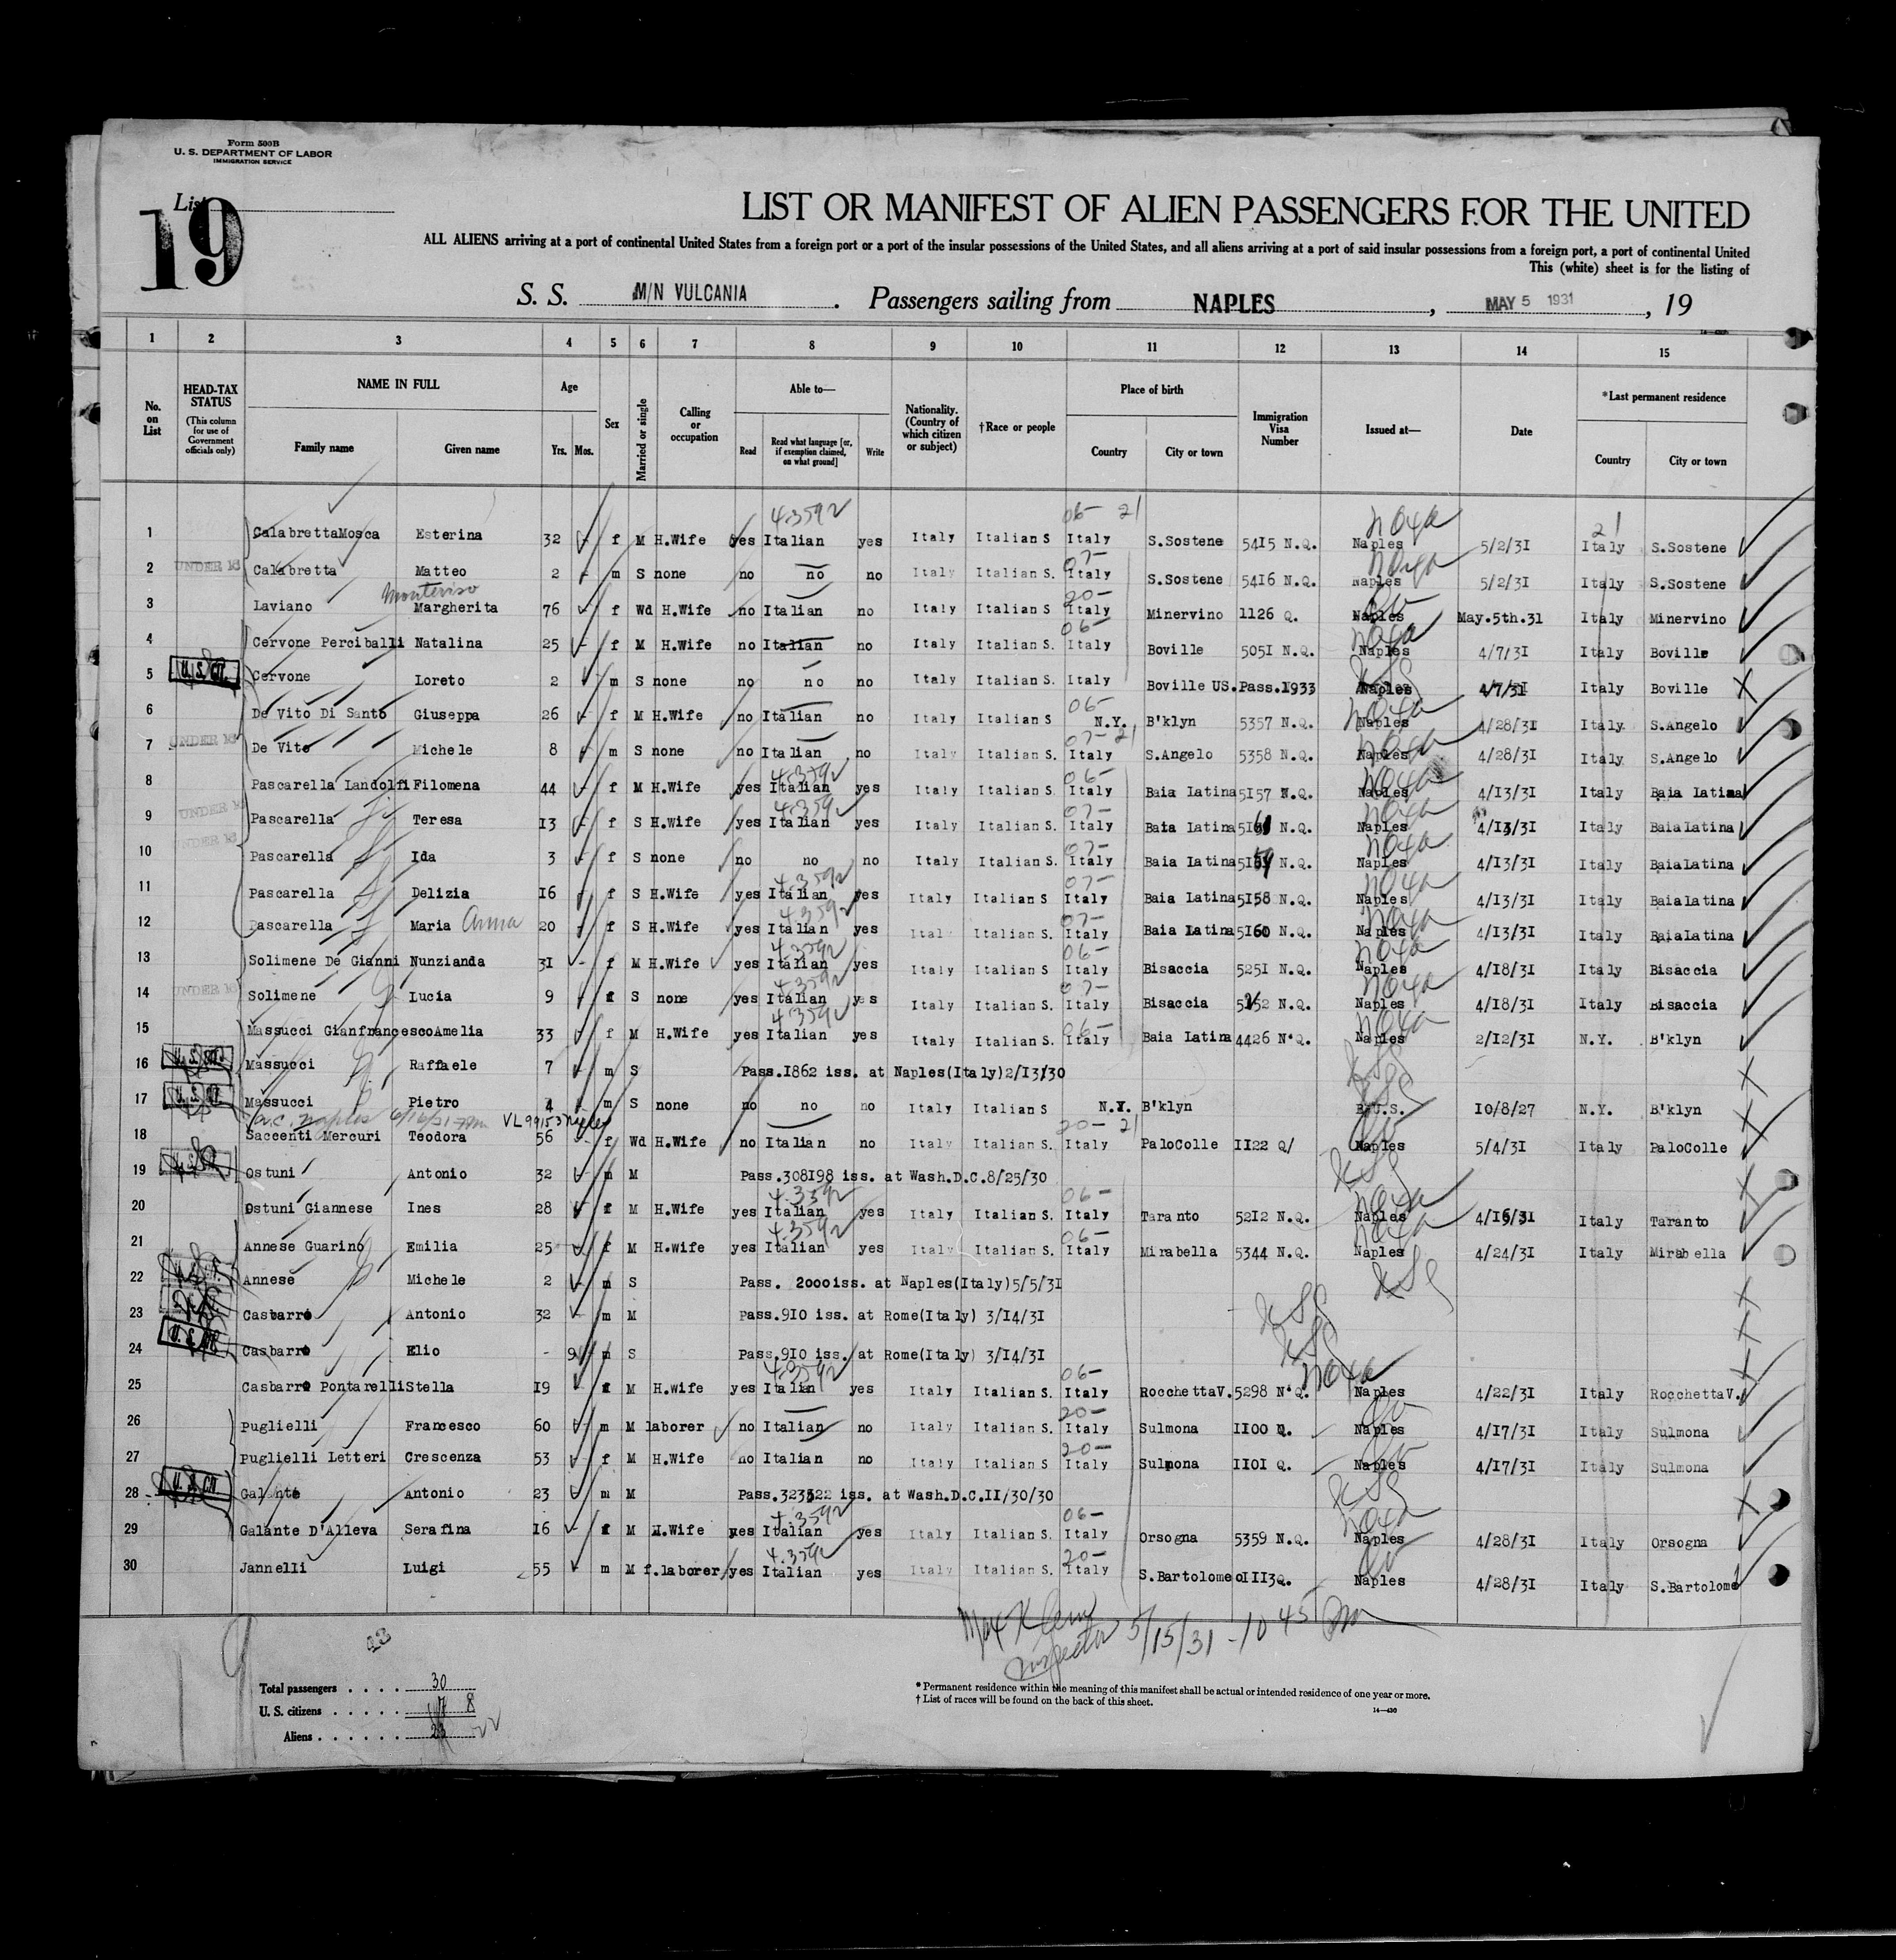 Form 500B
U. S. DEPARTMENT OF LABOR
IMMIGRATION SERVICE
List
19
LIST OR MANIFEST OF ALIEN PASSENGERS FOR THE UNITED
ALL ALIENS arriving at a port of continental United States from a foreign port or a port of the insular possessions of the United States, and all aliens arriving at a port of said insular possessions from a foreign port, a port of continental United
This (white) sheet is for the listing of
S. S. M/N VULCANIA . Passengers sailing from NAPLES , MAY 5 1931 , 19
1 2 3 4 5 6 7 8 9 10 11 12 13 14 15
No. on List
HEAD-TAX STATUS
(This column for use of Government officials only)
NAME IN FULL
Family name Given name
Age
Yrs. Mos.
Sex
Married or single
Calling or occupation
Able to—
Read
Read what language [or, if exemption claimed, on what ground]
Write
Nationality. (Country of which citizen or subject)
†Race or people
Place of birth
Country City or town
Immigration Visa Number
Issued at—
Date
*Last permanent residence
Country City or town
1 CalabrettaMosca Esterina 32 f M H.Wife yes Italian yes Italy Italian S Italy S.Sostene 5415 N.Q. Naples 5/2/31 Italy S.Sostene
2 UNDER 16 Calabretta Matteo 2 m S none no no no Italy Italian S. Italy S.Sostene 5416 N.Q. Naples 5/2/31 Italy S.Sostene
3 Laviano Margherita 76 f Wd H.Wife no Italian no Italy Italian S Italy Minervino 1126 Q. Naples May.5th.31 Italy Minervino
4 Cervone Perciballi Natalina 25 f M H.Wife no Italian no Italy Italian S. Italy Boville 5051 N.Q. Naples 4/7/31 Italy Boville
5 U.S. CIT. Cervone Loreto 2 m S none no no no Italy Italian S. Italy Boville US.Pass.1933 Naples 4/7/31 Italy Boville
6 De Vito Di Santo Giuseppa 26 f M H.Wife no Italian no Italy Italian S N.Y. B'klyn 5357 N.Q. Naples 4/28/31 Italy S.Angelo
7 UNDER 16 De Vito Michele 8 m S none no Italian no Italy Italian S. Italy S.Angelo 5358 N.Q. Naples 4/28/31 Italy S.Angelo
8 Pascarella Landolfi Filomena 44 f M H.Wife yes Italian yes Italy Italian S. Italy Baia Latina 5157 N.Q. Naples 4/13/31 Italy Baia Latina
9 UNDER 16 Pascarella Teresa 13 f S H.Wife yes Italian yes Italy Italian S. Italy Baia Latina N.Q. Naples 4/13/31 Italy BaiaLatina
10 UNDER 16 Pascarella Ida 3 f S none no no no Italy Italian S. Italy Baia Latina 5159 N.Q. Naples 4/13/31 Italy BaiaLatina
11 Pascarella Delizia 16 f S H.Wife yes Italian yes Italy Italian S Italy Baia Latina 5158 N.Q. Naples 4/13/31 Italy BaiaLatina
12 Pascarella Maria Anna 20 f S H.Wife yes Italian yes Italy Italian S. Italy Baia Latina 5160 N.Q. Naples 4/13/31 Italy BaiaLatina
13 Solimene De Gianni Nunzianda 31 f M H.Wife yes Italian yes Italy Italian S Italy Bisaccia 5251 N.Q. Naples 4/18/31 Italy Bisaccia
14 UNDER 16 Solimene Lucia 9 f S none yes Italian yes Italy Italian S. Italy Bisaccia 5252 N.Q. Naples 4/18/31 Italy Bisaccia
15 Massucci GianfrancescoAmelia 33 f M H.Wife yes Italian yes Italy Italian S. Italy Baia Latina 4426 N.Q. Naples 2/12/31 N.Y. B'klyn
16 U.S. CIT. Massucci Raffaele 7 m S Pass.1862 iss. at Naples(Italy)2/13/30
17 U.S. CIT. Massucci Pietro 4 m S none no no no Italy Italian S N.Y. B'klyn 10/8/27 N.Y. B'klyn
18 Saccenti Mercuri Teodora 56 f Wd H.Wife no Italian no Italy Italian S Italy PaloColle 1122 Q/ Naples 5/4/31 Italy PaloColle
19 Ostuni Antonio 32 m M Pass.308198 iss. at Wash.D.C.8/25/30
20 Ostuni Giannese Ines 28 f M H.Wife yes Italian yes Italy Italian S. Italy Taranto 5212 N.Q. Naples 4/16/31 Italy Taranto
21 Annese Guarino Emilia 25 f M H.Wife yes Italian yes Italy Italian S. Italy Mirabella 5344 N.Q. Naples 4/24/31 Italy Mirabella
22 Annese Michele 2 m S Pass. 2000iss. at Naples(Italy)5/5/31
23 Casbarro Antonio 32 m M Pass.910 iss. at Rome(Italy) 3/14/31
24 U.S. CIT. Casbarro Elio - 9 m S Pass.910 iss. at Rome(Italy) 3/14/31
25 Casbarro Pontarelli Stella 19 f M H.Wife yes Italian yes Italy Italian S. Italy RocchettaV. 5298 N.Q. Naples 4/22/31 Italy RocchettaV.
26 Puglielli Francesco 60 m M laborer no Italian no Italy Italian S. Italy Sulmona 1100 Q. Naples 4/17/31 Italy Sulmona
27 Puglielli Letteri Crescenza 53 f M H.Wife no Italian no Italy Italian S Italy Sulmona 1101 Q. Naples 4/17/31 Italy Sulmona
28 U.S. CIT. Galante Antonio 23 m M iss. at Wash.D.C.11/30/30
29 Galante D'Alleva Serafina 16 f M H.Wife yes Italian yes Italy Italian S. Italy Orsogna 5359 N.Q. Naples 4/28/31 Italy Orsogna
30 Jannelli Luigi 55 m M f.laborer yes Italian yes Italy Italian S. Italy S.Bartolomeo 1113Q. Naples 4/28/31 Italy S.Bartolome
Inspector 5/15/31 - 10 45
Total passengers . . . . 30
U. S. citizens . . . . . 8
Aliens . . . . . . 22
* Permanent residence within the meaning of this manifest shall be actual or intended residence of one year or more.
† List of races will be found on the back of this sheet.
14—430